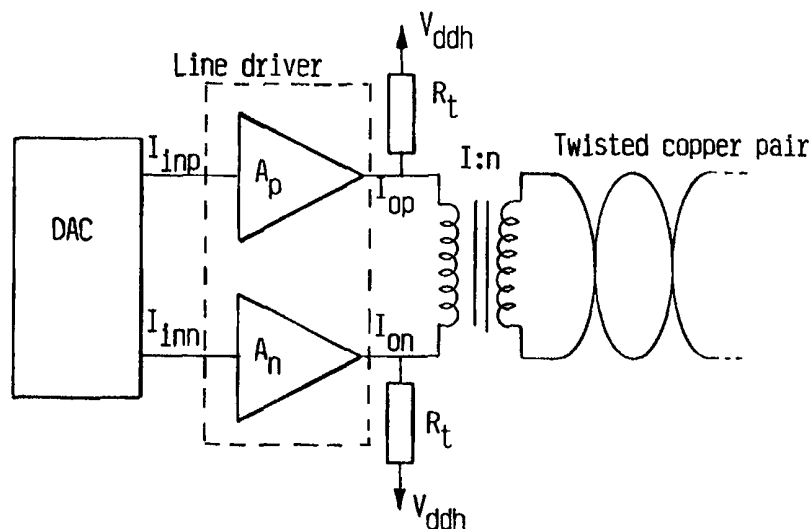 V_ddh
Line driver
R_t
I:n
Twisted copper pair
I_inp
A_p
I_op
DAC
I_inn
A_n
I_on
R_t
V_ddh